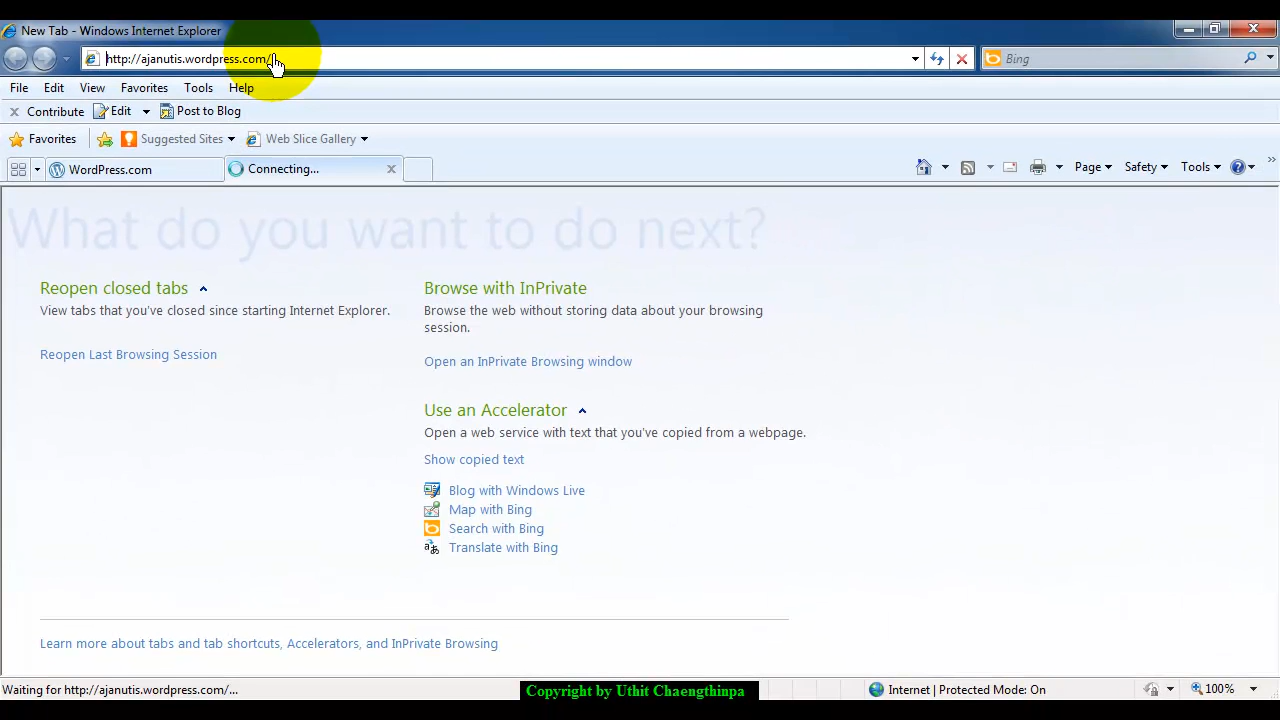 New Tab - Windows Internet Explorer
http://ajanutis.wordpress.com/
Bing
File Edit View Favorites Tools Help
Contribute Edit Post to Blog
Favorites Suggested Sites Web Slice Gallery
WordPress.com Connecting... Page Safety Tools
What do you want to do next?
Reopen closed tabs
View tabs that you've closed since starting Internet Explorer.
Reopen Last Browsing Session
Browse with InPrivate
Browse the web without storing data about your browsing
session.
Open an InPrivate Browsing window
Use an Accelerator
Open a web service with text that you've copied from a webpage.
Show copied text
Blog with Windows Live
Map with Bing
Search with Bing
Translate with Bing
Learn more about tabs and tab shortcuts, Accelerators, and InPrivate Browsing
Waiting for http://ajanutis.wordpress.com/...
Copyright by Uthit Chaengthinpa
Internet | Protected Mode: On
100%